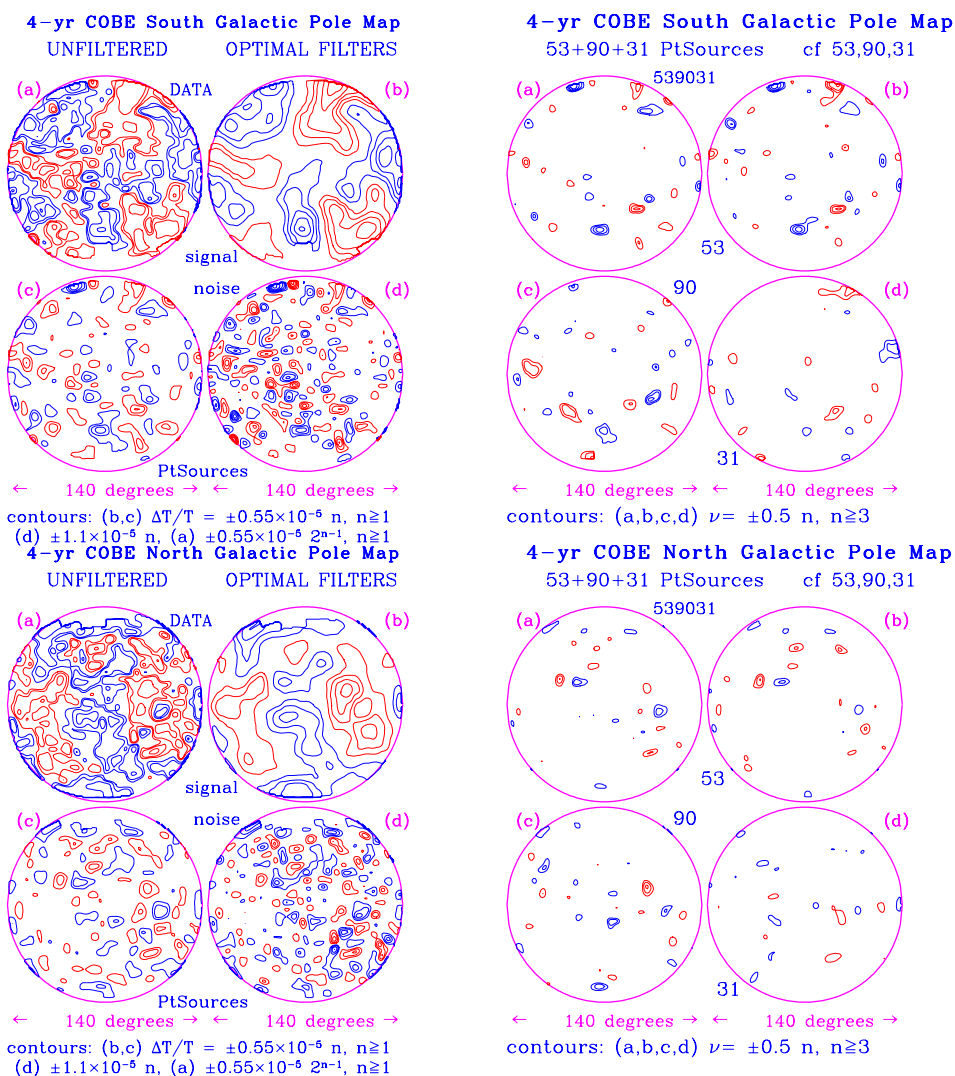 4-yr COBE South Galactic Pole Map
UNFILTERED OPTIMAL FILTERS
(a) DATA (b)
signal
(c) noise (d)
PtSources
← 140 degrees → ← 140 degrees →
contours: (b,c) ΔT/T = ±0.55×10⁻⁵ n, n≧1
(d) ±1.1×10⁻⁵ n, (a) ±0.55×10⁻⁵ 2ⁿ⁻¹, n≧1
4-yr COBE South Galactic Pole Map
53+90+31 PtSources cf 53,90,31
539031
(a) (b)
53
(c) 90 (d)
31
← 140 degrees → ← 140 degrees →
contours: (a,b,c,d) ν= ±0.5 n, n≧3
4-yr COBE North Galactic Pole Map
UNFILTERED OPTIMAL FILTERS
(a) DATA (b)
signal
(c) noise (d)
PtSources
← 140 degrees → ← 140 degrees →
contours: (b,c) ΔT/T = ±0.55×10⁻⁵ n, n≧1
(d) ±1.1×10⁻⁵ n, (a) ±0.55×10⁻⁵ 2ⁿ⁻¹, n≧1
4-yr COBE North Galactic Pole Map
53+90+31 PtSources cf 53,90,31
539031
(a) (b)
53
(c) 90 (d)
31
← 140 degrees → ← 140 degrees →
contours: (a,b,c,d) ν= ±0.5 n, n≧3